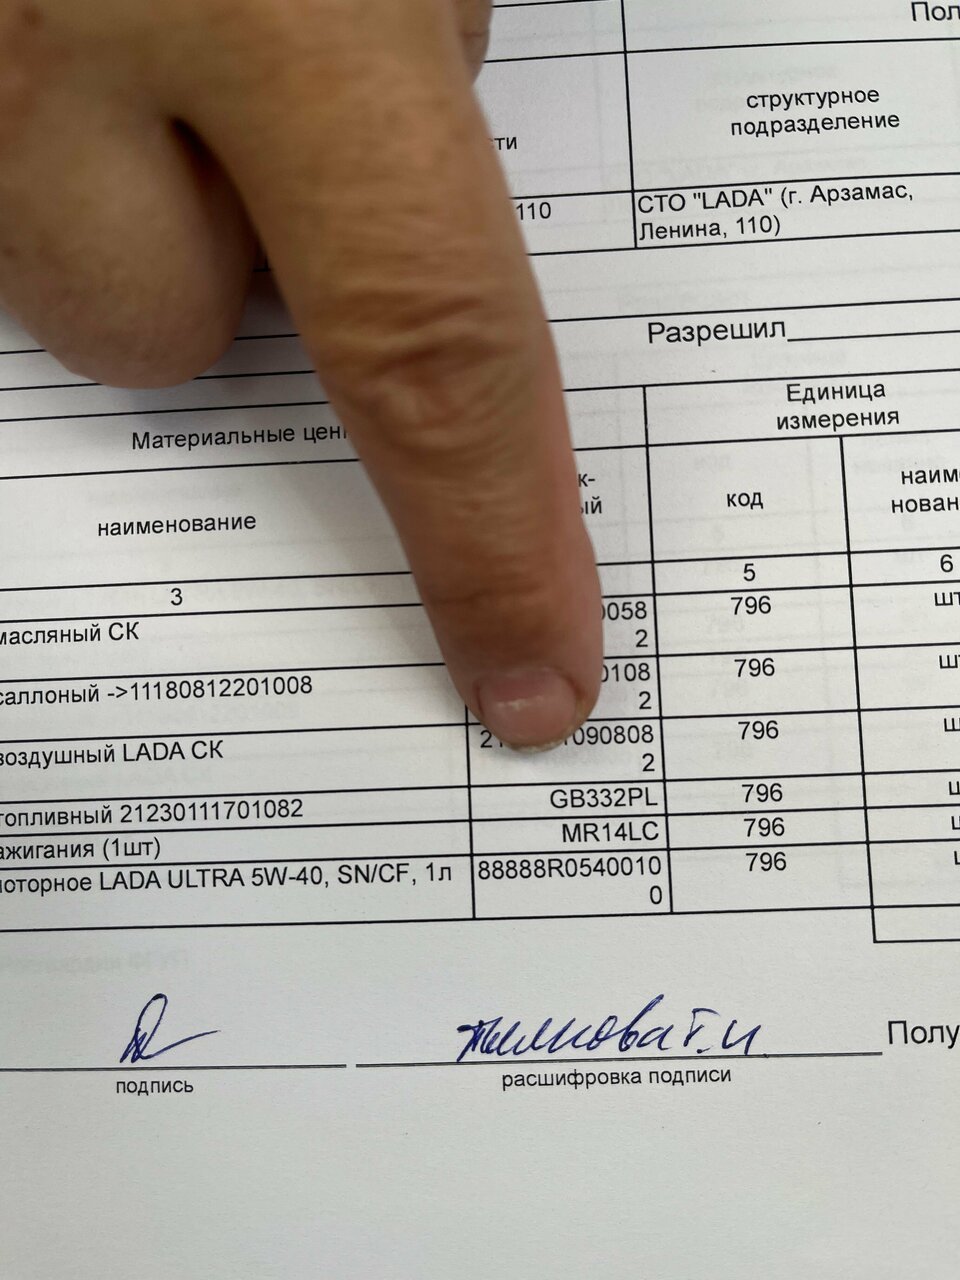 Пол
структурное
подразделение
ти
110
СТО "LADA" (г. Арзамас,
Ленина, 110)
Разрешил
Материальные цен
Единица
измерения
к-
ый
наименование
код
наим
нован
3
5
6
масляный СК
0058
2
796
шт
саллоный ->11180812201008
0108
2
796
ш
воздушный LADA СК
2 1090808
2
796
ш
топливный 21230111701082
GB332PL
796
ш
ажигания (1шт)
MR14LC
796
ш
моторное LADA ULTRA 5W-40, SN/CF, 1л
88888R0540010
0
796
ш
Т.И.
Полу
подпись
расшифровка подписи